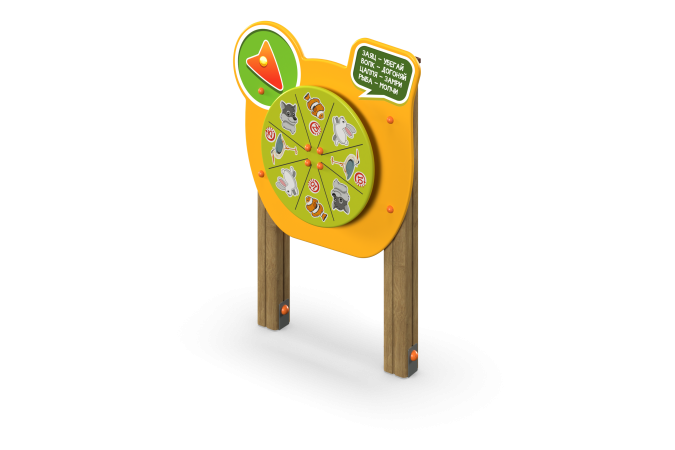 ЗАЯЦ – УБЕГАЙ
ВОЛК – ДОГОНЯЙ
ЦАПЛЯ – ЗАМРИ
РЫБА – МОЛЧИ